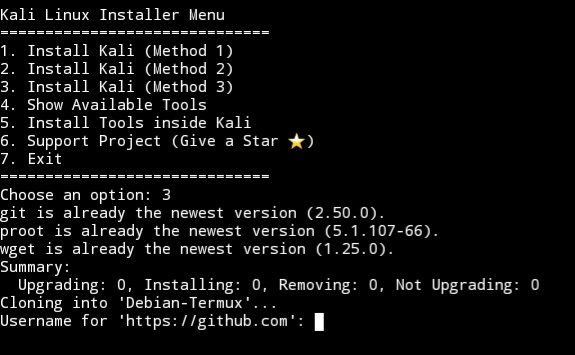 Kali Linux Installer Menu
==============================
1. Install Kali (Method 1)
2. Install Kali (Method 2)
3. Install Kali (Method 3)
4. Show Available Tools
5. Install Tools inside Kali
6. Support Project (Give a Star ⭐)
7. Exit
==============================
Choose an option: 3
git is already the newest version (2.50.0).
proot is already the newest version (5.1.107-66).
wget is already the newest version (1.25.0).
Summary:
  Upgrading: 0, Installing: 0, Removing: 0, Not Upgrading: 0
Cloning into 'Debian-Termux'...
Username for 'https://github.com':